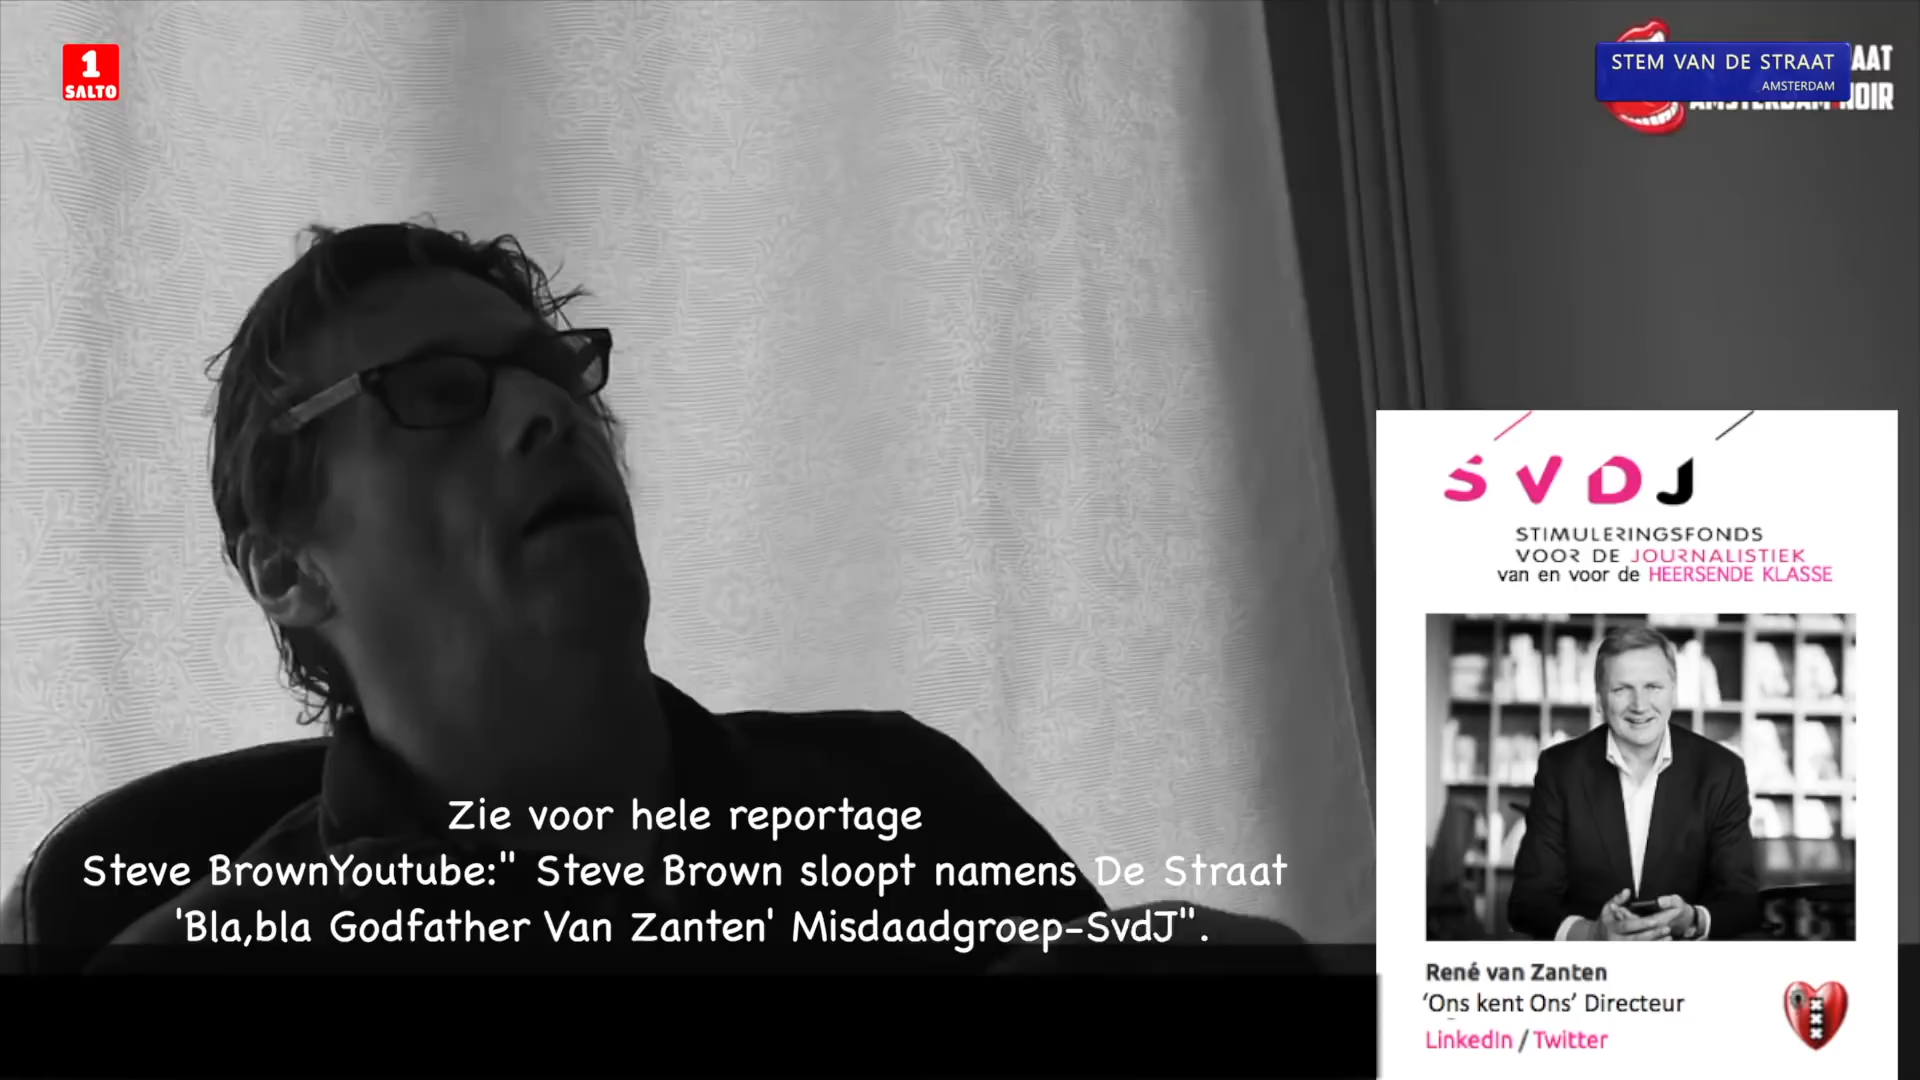 1
SALTO
STEM VAN DE STRAAT
AMSTERDAM
AAT
NOIR
SVDJ
STIMULERINGSFONDS
VOOR DE JOURNALISTIEK
van en voor de HEERSENDE KLASSE
Zie voor hele reportage
Steve BrownYoutube:" Steve Brown sloopt namens De Straat
'Bla,bla Godfather Van Zanten' Misdaadgroep-SvdJ".
René van Zanten
‘Ons kent Ons’ Directeur
LinkedIn / Twitter
XXX